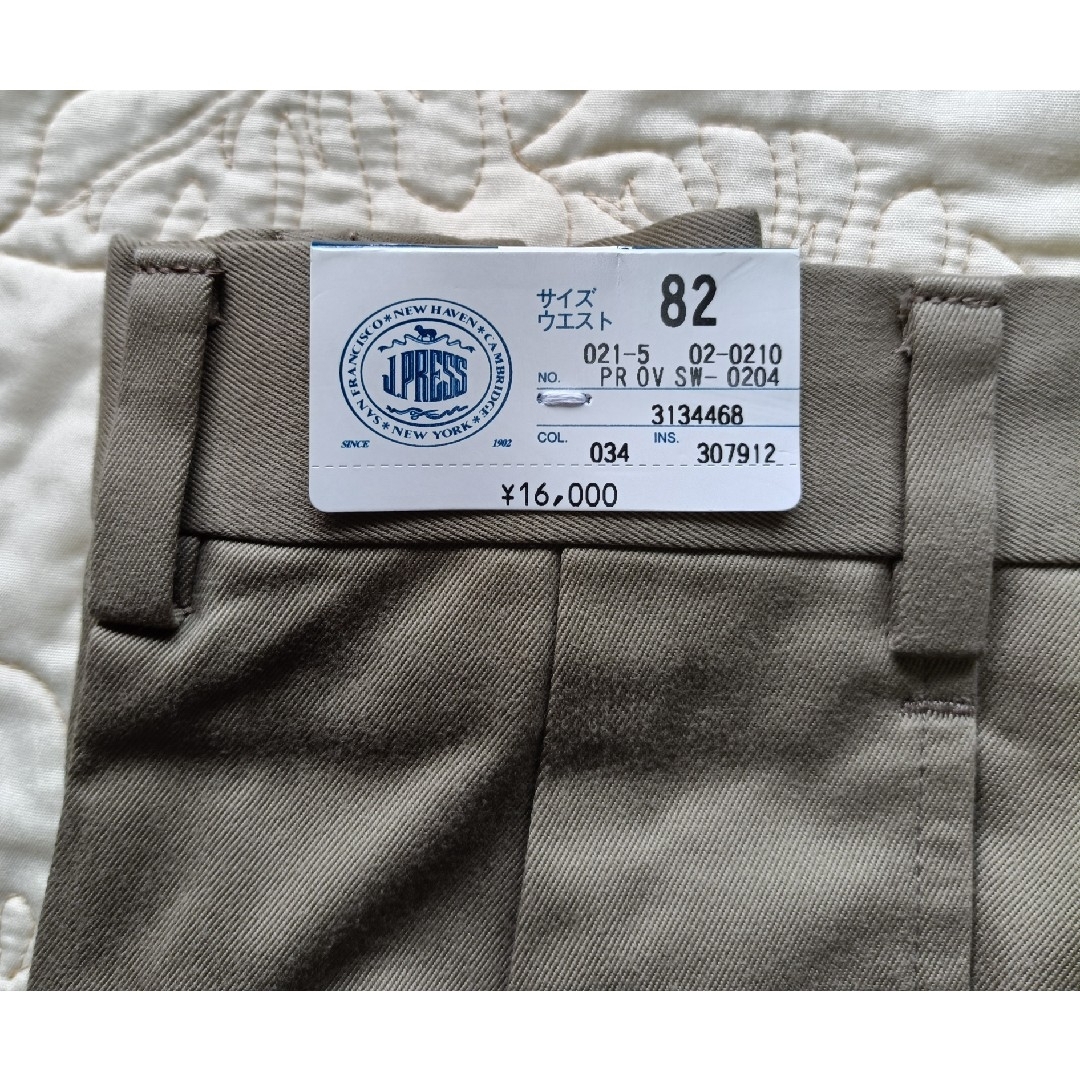 SAN FRANCISCO * NEW HAVEN * CAMBRIDGE * NEW YORK *
J.PRESS
SINCE 1902
サイズ
ウエスト 82
021-5 02-0210
NO. PR OV SW-0204
3134468
COL. 034 INS. 307912
¥16,000